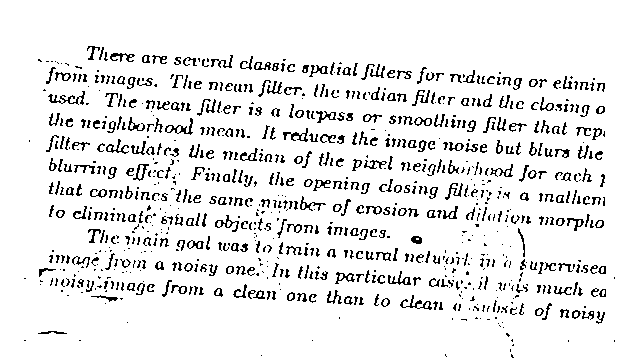 There are several classic spatial filters for reducing or elimin
from images. The mean filter, the median filter and the closing o
used. The mean filter is a lowpass or smoothing filter that repl
the neighborhood mean. It reduces the image noise but blurs the
filter calculates the median of the pixel neighborhood for each p
blurring effect. Finally, the opening closing filter is a mathem
that combines the same number of erosion and dilation morpho
to eliminate small objects from images.
The main goal was to train a neural network in a supervised
image from a noisy one. In this particular case, it was much ea
noisy image from a clean one than to clean a subset of noisy